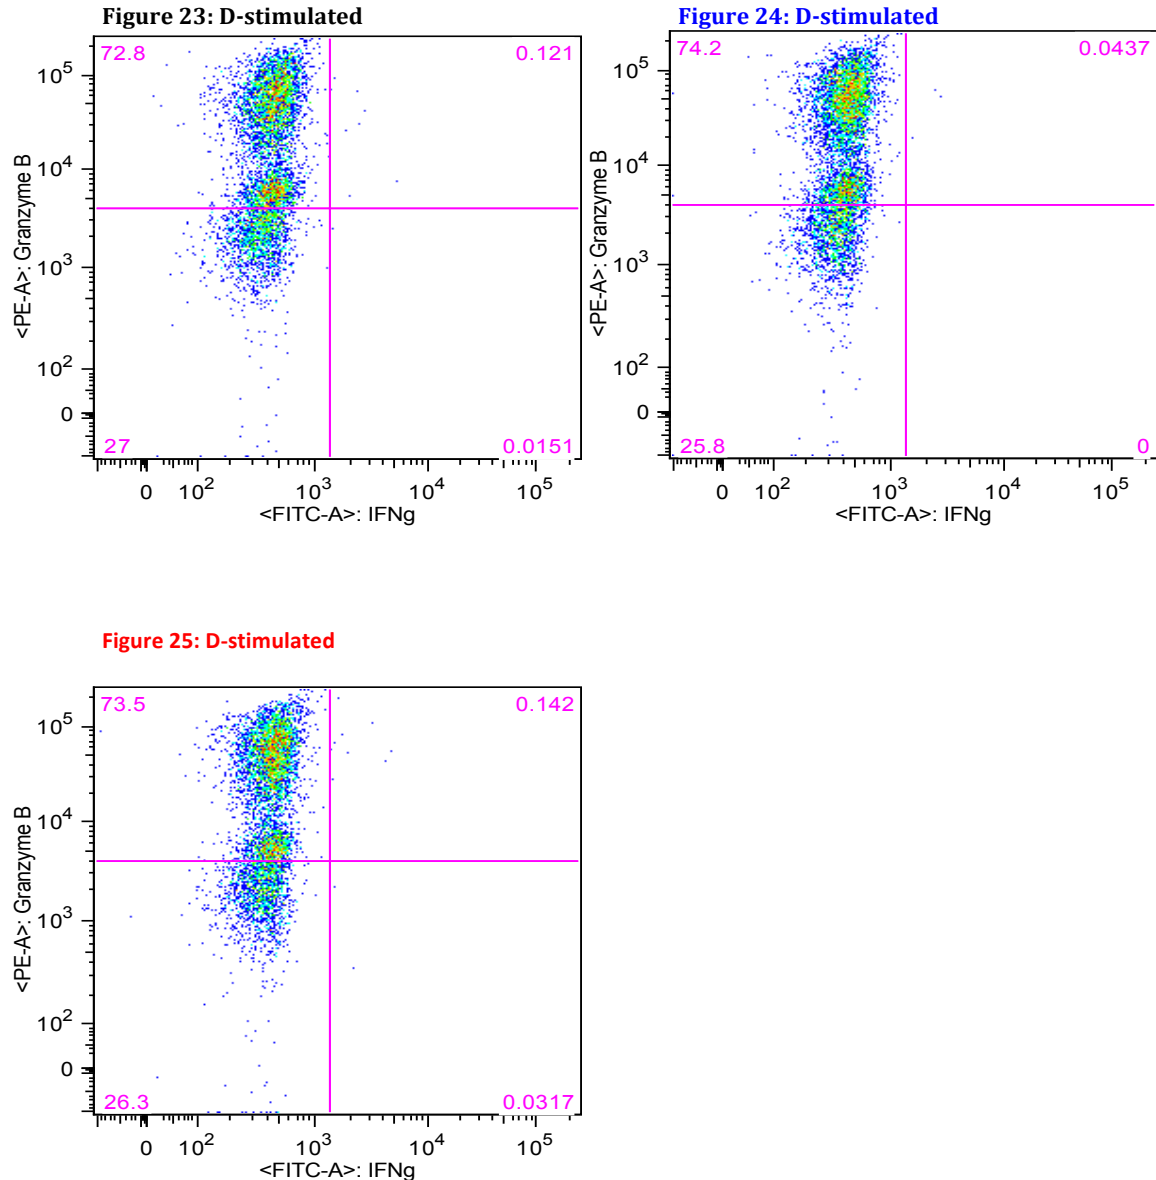 Figure 23: D-stimulated
72.8
0.121
10^5
10^4
10^3
10^2
0
<PE-A>: Granzyme B
27
0.0151
0 10^2 10^3 10^4 10^5
<FITC-A>: IFNg
Figure 24: D-stimulated
74.2
0.0437
10^5
10^4
10^3
10^2
0
<PE-A>: Granzyme B
25.8
0
0 10^2 10^3 10^4 10^5
<FITC-A>: IFNg
Figure 25: D-stimulated
73.5
0.142
10^5
10^4
10^3
10^2
0
<PE-A>: Granzyme B
26.3
0.0317
0 10^2 10^3 10^4 10^5
<FITC-A>: IFNg